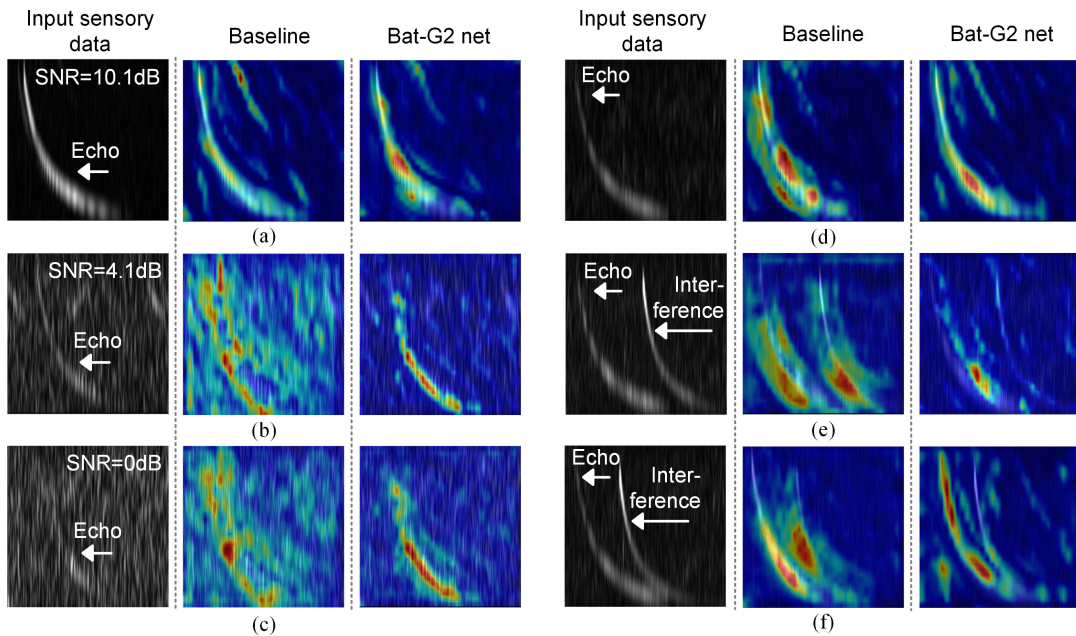 Input sensory
data
Baseline
Bat-G2 net
SNR=10.1dB
Echo
(a)
SNR=4.1dB
Echo
(b)
SNR=0dB
Echo
(c)
Input sensory
data
Baseline
Bat-G2 net
Echo
(d)
Echo
Inter-
ference
(e)
Echo
Inter-
ference
(f)